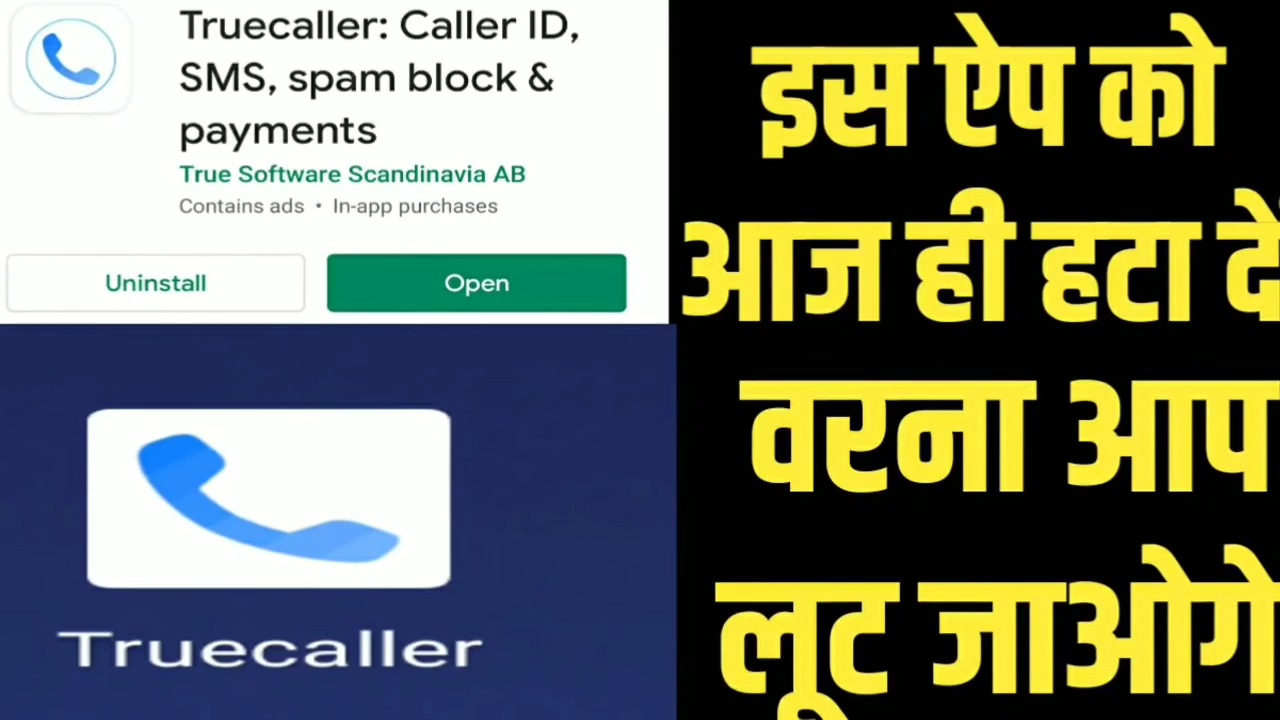 Truecaller: Caller ID,
SMS, spam block &
payments
True Software Scandinavia AB
Contains ads • In-app purchases
Uninstall
Open
Truecaller
इस ऐप को
आज ही हटा दें
वरना आप
लूट जाओगे